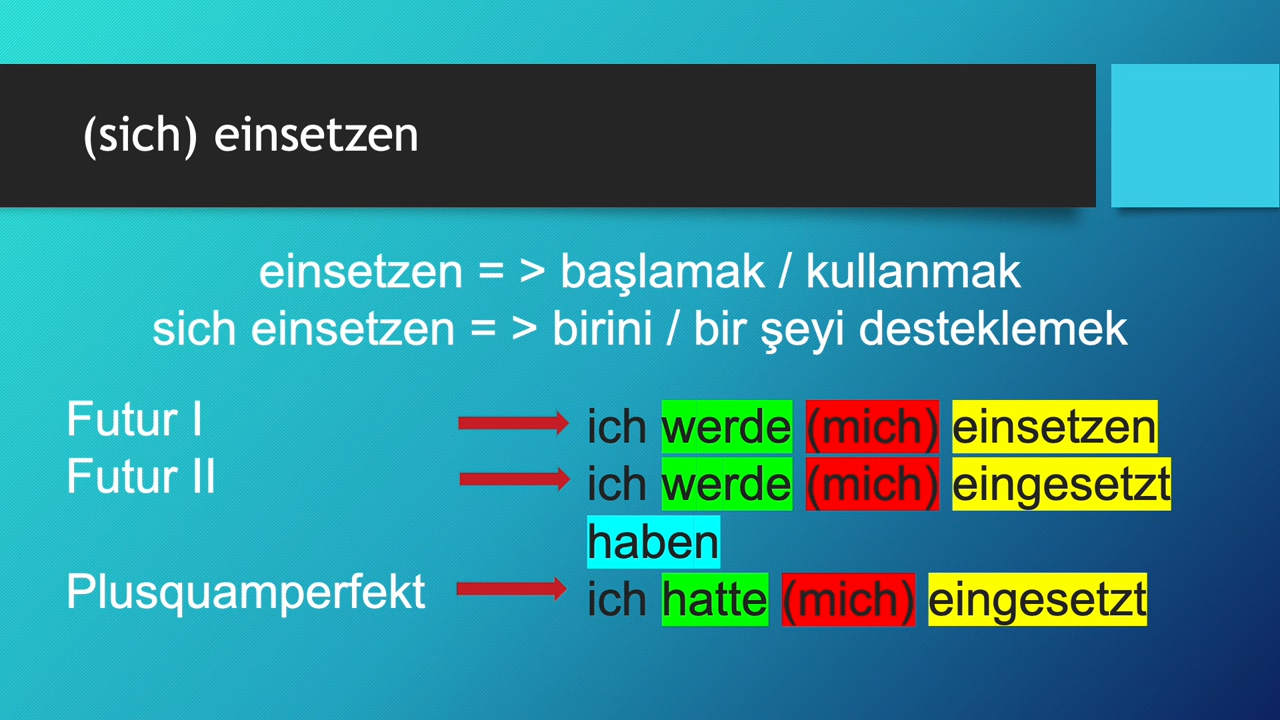 (sich) einsetzen
einsetzen = > başlamak / kullanmak
sich einsetzen = > birini / bir şeyi desteklemek
Futur I ich werde (mich) einsetzen
Futur II ich werde (mich) eingesetzt
haben
Plusquamperfekt ich hatte (mich) eingesetzt